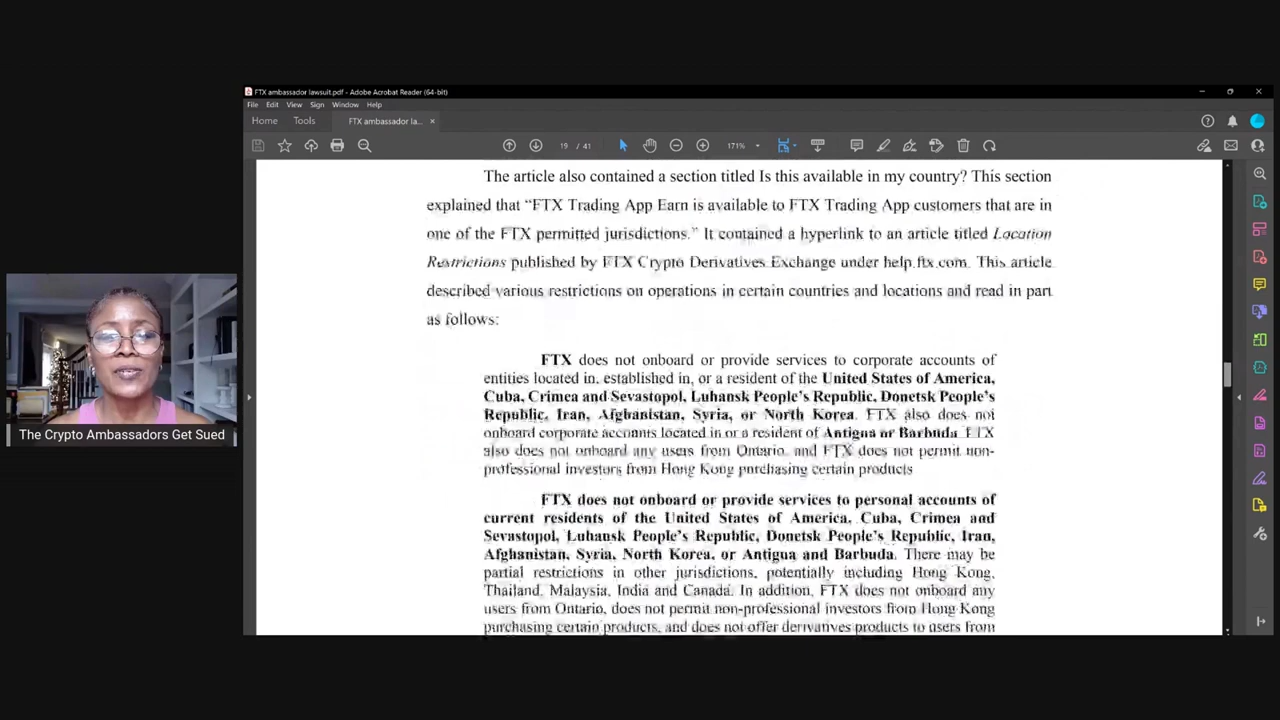 FTX ambassador lawsuit.pdf - Adobe Acrobat Reader (64-bit)
File Edit View Sign Window Help
Home Tools FTX ambassador la... ×
19 / 41 171%
The article also contained a section titled Is this available in my country? This section
explained that “FTX Trading App Earn is available to FTX Trading App customers that are in
one of the FTX permitted jurisdictions.” It contained a hyperlink to an article titled Location
Restrictions published by FTX Crypto Derivatives Exchange under help.ftx.com. This article
described various restrictions on operations in certain countries and locations and read in part
as follows:
FTX does not onboard or provide services to corporate accounts of
entities located in, established in, or a resident of the United States of America,
Cuba, Crimea and Sevastopol, Luhansk People’s Republic, Donetsk People’s
Republic, Iran, Afghanistan, Syria, or North Korea. FTX also does not
onboard corporate accounts located in or a resident of Antigua or Barbuda. FTX
also does not onboard any users from Ontario, and FTX does not permit non-
professional investors from Hong Kong purchasing certain products
FTX does not onboard or provide services to personal accounts of
current residents of the United States of America, Cuba, Crimea and
Sevastopol, Luhansk People’s Republic, Donetsk People’s Republic, Iran,
Afghanistan, Syria, North Korea, or Antigua and Barbuda. There may be
partial restrictions in other jurisdictions, potentially including Hong Kong,
Thailand, Malaysia, India and Canada. In addition, FTX does not onboard any
users from Ontario, does not permit non-professional investors from Hong Kong
purchasing certain products, and does not offer derivatives products to users from
The Crypto Ambassadors Get Sued